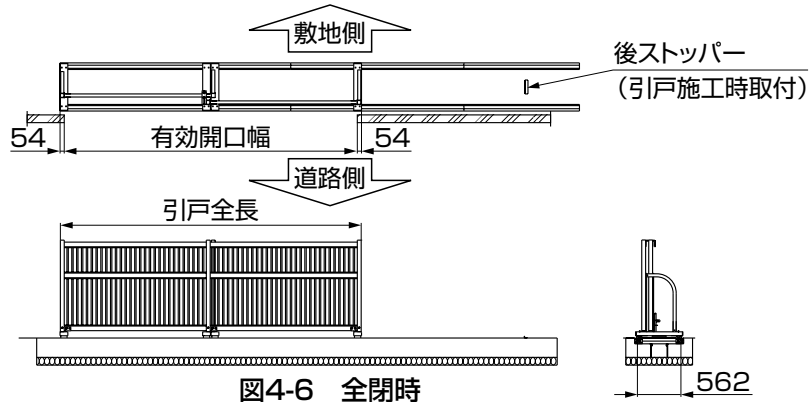 敷地側
後ストッパー
(引戸施工時取付)
54
有効開口幅
54
道路側
引戸全長
562
図4-6 全閉時